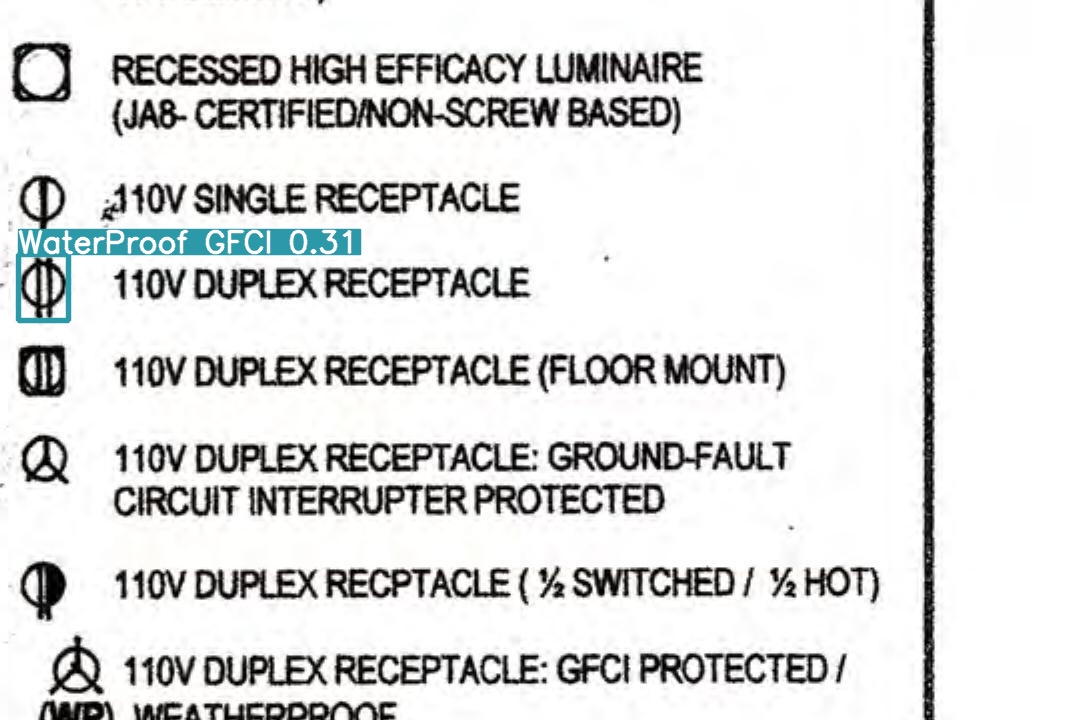 RECESSED HIGH EFFICACY LUMINAIRE
(JA8- CERTIFIED/NON-SCREW BASED)
110V SINGLE RECEPTACLE
WaterProof GFCI 0.31
110V DUPLEX RECEPTACLE
110V DUPLEX RECEPTACLE (FLOOR MOUNT)
110V DUPLEX RECEPTACLE: GROUND-FAULT
CIRCUIT INTERRUPTER PROTECTED
110V DUPLEX RECPTACLE ( ½ SWITCHED / ½ HOT)
110V DUPLEX RECEPTACLE: GFCI PROTECTED /
(WP) WEATHERPROOF